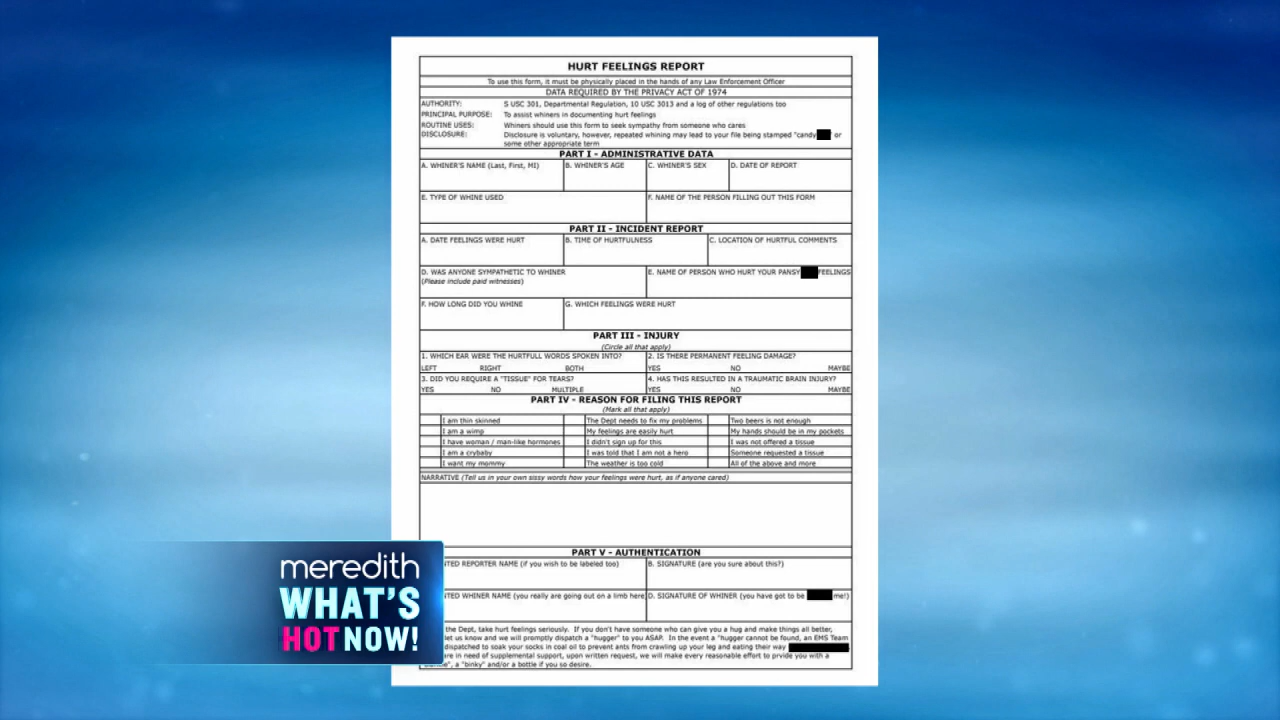 HURT FEELINGS REPORT
To use this form, it must be physically placed in the hands of any Law Enforcement Officer
DATA REQUIRED BY THE PRIVACY ACT OF 1974
AUTHORITY: S USC 301, Departmental Regulation, 10 USC 3013 and a log of other regulations too
PRINCIPAL PURPOSE: To assist whiners in documenting hurt feelings
ROUTINE USES: Whiners should use this form to seek sympathy from someone who cares
DISCLOSURE: Disclosure is voluntary, however, repeated whining may lead to your file being stamped "candy ' or
some other appropriate term
PART I - ADMINISTRATIVE DATA
A. WHINER'S NAME (Last, First, MI) B. WHINER'S AGE C. WHINER'S SEX D. DATE OF REPORT
E. TYPE OF WHINE USED F. NAME OF THE PERSON FILLING OUT THIS FORM
PART II - INCIDENT REPORT
A. DATE FEELINGS WERE HURT B. TIME OF HURTFULNESS C. LOCATION OF HURTFUL COMMENTS
D. WAS ANYONE SYMPATHETIC TO WHINER E. NAME OF PERSON WHO HURT YOUR PANSY FEELINGS
(Please include paid witnesses)
F. HOW LONG DID YOU WHINE G. WHICH FEELINGS WERE HURT
PART III - INJURY
(Circle all that apply)
1. WHICH EAR WERE THE HURTFULL WORDS SPOKEN INTO? 2. IS THERE PERMANENT FEELING DAMAGE?
LEFT RIGHT BOTH YES NO MAYBE
3. DID YOU REQUIRE A "TISSUE" FOR TEARS? 4. HAS THIS RESULTED IN A TRAUMATIC BRAIN INJURY?
YES NO MULTIPLE YES NO MAYBE
PART IV - REASON FOR FILING THIS REPORT
(Mark all that apply)
I am thin skinned The Dept needs to fix my problems Two beers is not enough
I am a wimp My feelings are easily hurt My hands should be in my pockets
I have woman / man-like hormones I didn't sign up for this I was not offered a tissue
I am a crybaby I was told that I am not a hero Someone requested a tissue
I want my mommy The weather is too cold All of the above and more
NARRATIVE (Tell us in your own sissy words how your feelings were hurt, as if anyone cared)
PART V - AUTHENTICATION
NTED REPORTER NAME (if you wish to be labeled too) B. SIGNATURE (are you sure about this?)
TED WHINER NAME (you really are going out on a limb here) D. SIGNATURE OF WHINER (you have got to be me!)
the Dept, take hurt feelings seriously. If you don't have someone who can give you a hug and make things all better,
let us know and we will promptly dispatch a "hugger" to you ASAP. In the event a "hugger cannot be found, an EMS Team
dispatched to soak your socks in coal oil to prevent ants from crawling up your leg and eating their way
are in need of supplemental support, upon written request, we will make every reasonable effort to prvide you with a
a "binky" and/or a bottle if you so desire.
meredith
WHAT'S
HOT NOW!